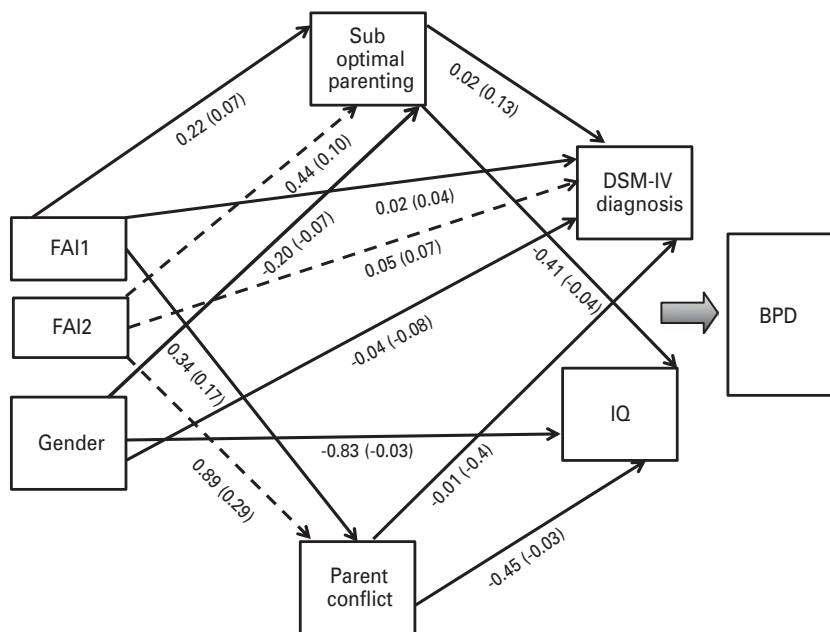 Sub
optimal
parenting
0.22 (0.07)
0.02 (0.13)
0.44 (0.10)
DSM-IV
diagnosis
0.02 (0.04)
FAI1
-0.20 (-0.07)
0.05 (0.07)
-0.41 (-0.04)
FAI2
BPD
0.34 (0.17)
-0.04 (-0.08)
IQ
Gender
-0.83 (-0.03)
0.89 (0.29)
-0.01 (-0.4)
-0.45 (-0.03)
Parent
conflict